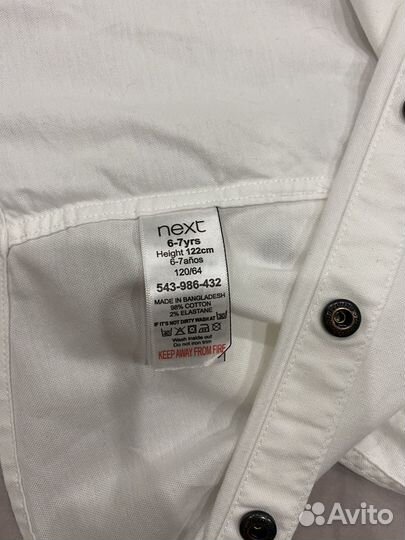 next
6-7yrs
Height 122cm
6-7años
120/64
543-986-432
MADE IN BANGLADESH
98% COTTON
2% ELASTANE
IF IT'S NOT DIRTY WASH AT
Wash inside out
Do not iron trim
KEEP AWAY FROM FIRE
Avito